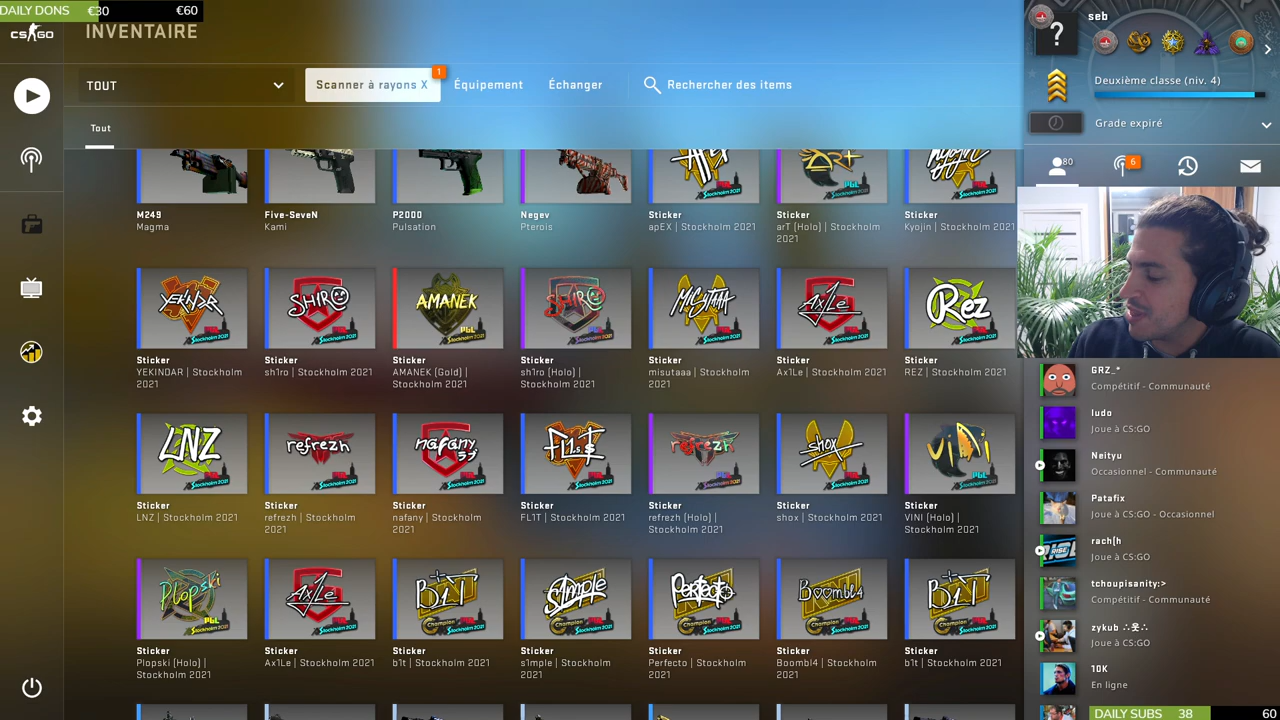 DAILY DONS €30 €60
CS:GO
INVENTAIRE
TOUT
Scanner à rayons X
1
Équipement
Échanger
Rechercher des items
Tout
seb
?
Deuxième classe (niv. 4)
Grade expiré
80
6
M249
Magma
Five-SeveN
Kami
P2000
Pulsation
Negev
Pterois
Sticker
apEX | Stockholm 2021
Sticker
arT (Holo) | Stockholm
2021
Sticker
Kyojin | Stockholm 2021
Sticker
YEKINDAR | Stockholm
2021
Sticker
sh1ro | Stockholm 2021
Sticker
AMANEK (Gold) |
Stockholm 2021
Sticker
sh1ro (Holo) |
Stockholm 2021
Sticker
misutaaa | Stockholm
2021
Sticker
Ax1Le | Stockholm 2021
Sticker
REZ | Stockholm 2021
Sticker
LNZ | Stockholm 2021
Sticker
refrezh | Stockholm
2021
Sticker
nafany | Stockholm
2021
Sticker
FL1T | Stockholm 2021
Sticker
refrezh (Holo) |
Stockholm 2021
Sticker
shox | Stockholm 2021
Sticker
VINI (Holo) |
Stockholm 2021
Sticker
Plopski (Holo) |
Stockholm 2021
Sticker
Ax1Le | Stockholm 2021
Sticker
b1t | Stockholm 2021
Sticker
s1mple | Stockholm
2021
Sticker
Perfecto | Stockholm
2021
Sticker
Boombl4 | Stockholm
2021
Sticker
b1t | Stockholm 2021
GRZ_*
Compétitif - Communauté
ludo
Joue à CS:GO
Neityu
Occasionnel - Communauté
Patafix
Joue à CS:GO - Occasionnel
rach[h
Joue à CS:GO
tchoupisanity:>
Compétitif - Communauté
zykub
Joue à CS:GO
10K
En ligne
DAILY SUBS 38 60